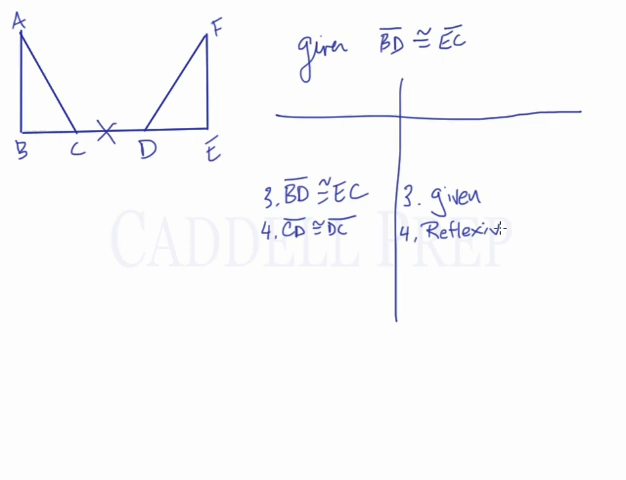 A
F
given BD ≅ EC
B C D E
3. BD ≅ EC 3. given
4. CD ≅ DC 4. Reflexiv
CADDELL PREP